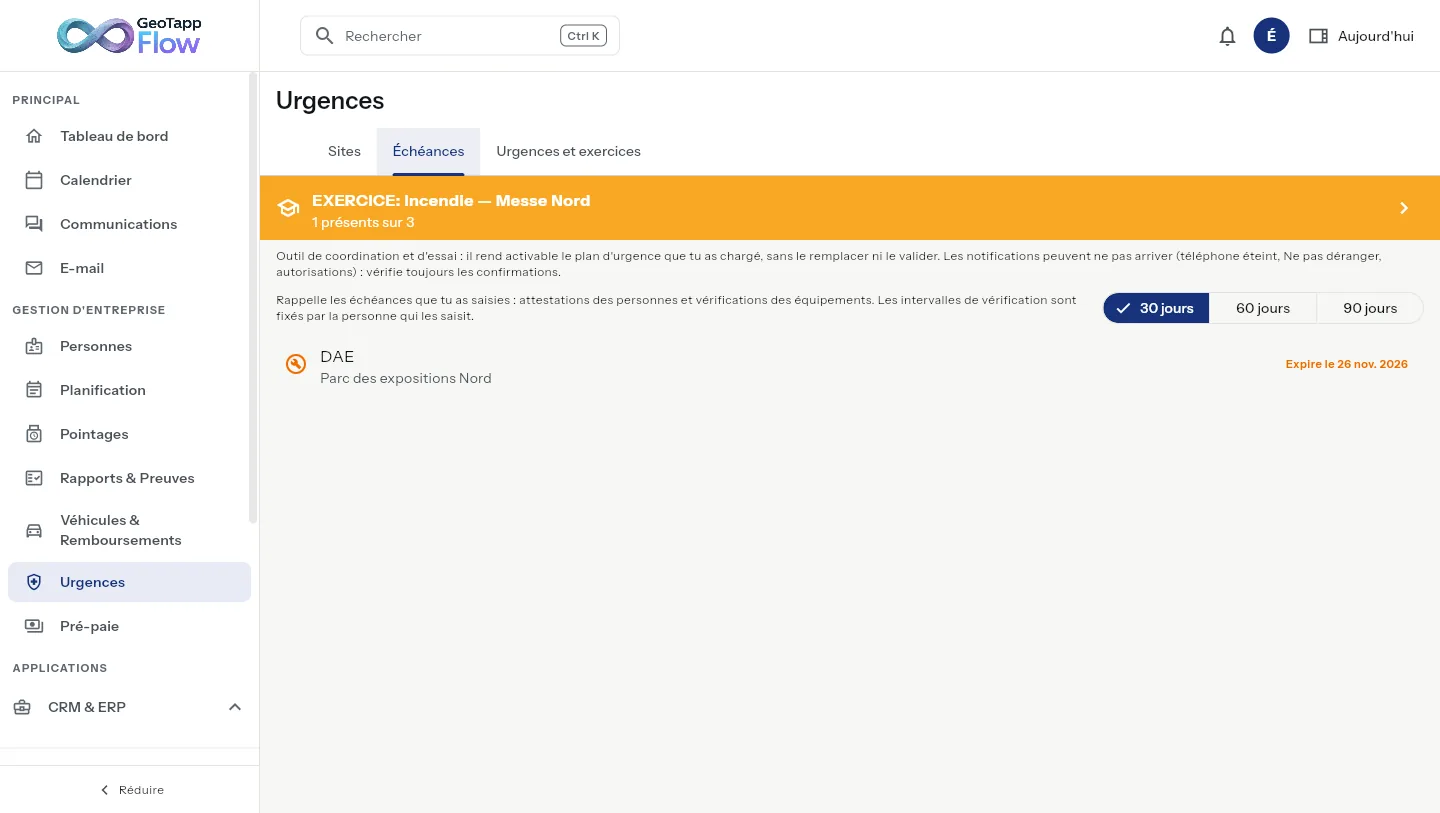 GeoTapp
Flow
Rechercher
Ctrl K
É
Aujourd'hui
PRINCIPAL
Tableau de bord
Calendrier
Communications
E-mail
GESTION D'ENTREPRISE
Personnes
Planification
Pointages
Rapports & Preuves
Véhicules &
Remboursements
Urgences
Pré-paie
APPLICATIONS
CRM & ERP
Réduire
Urgences
Sites
Échéances
Urgences et exercices
EXERCICE: Incendie — Messe Nord
1 présents sur 3
Outil de coordination et d'essai : il rend activable le plan d'urgence que tu as chargé, sans le remplacer ni le valider. Les notifications peuvent ne pas arriver (téléphone éteint, Ne pas déranger,
autorisations) : vérifie toujours les confirmations.
Rappelle les échéances que tu as saisies : attestations des personnes et vérifications des équipements. Les intervalles de vérification sont
fixés par la personne qui les saisit.
30 jours
60 jours
90 jours
DAE
Parc des expositions Nord
Expire le 26 nov. 2026